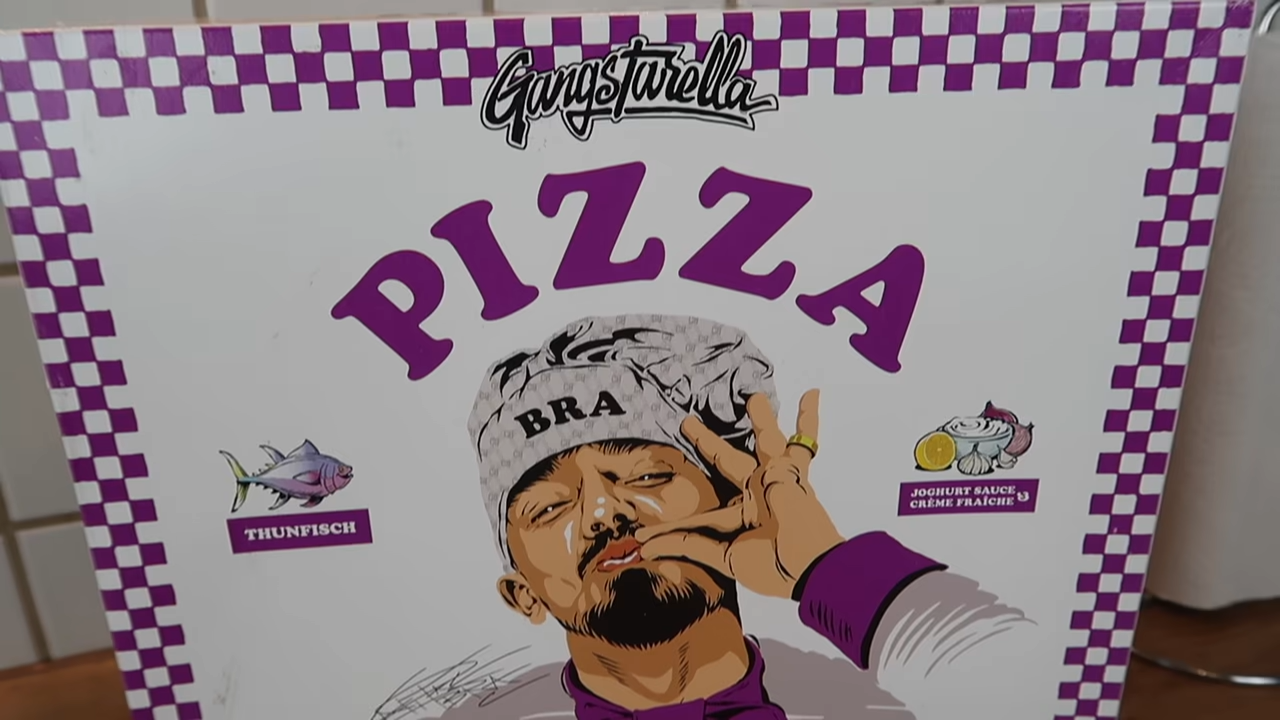 Gangstarella
PIZZA
BRA
THUNFISCH
JOGHURT SAUCE
CRÈME FRAÎCHE